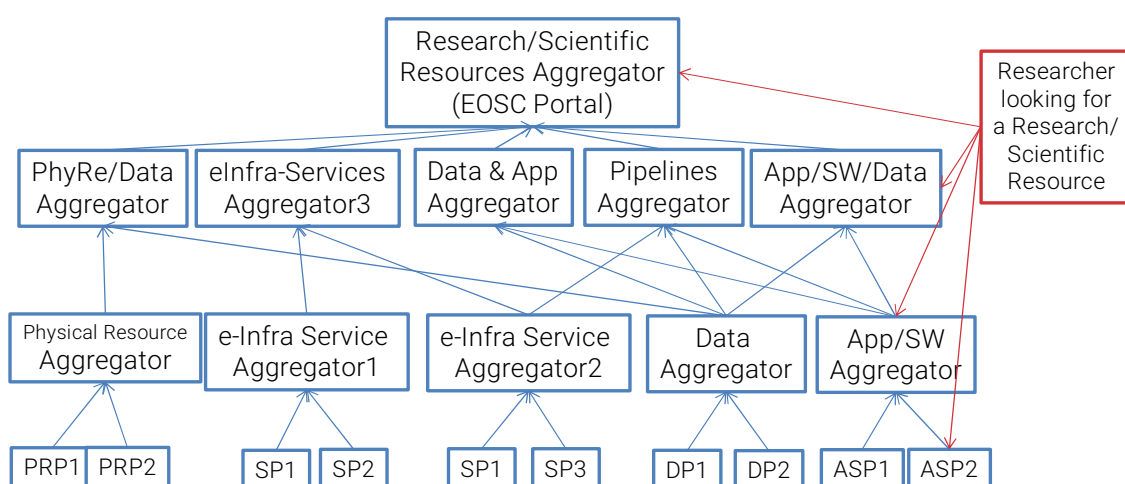 Research/Scientific
Resources Aggregator
(EOSC Portal)
Researcher
looking for
a Research/
Scientific
Resource
PhyRe/Data
Aggregator
eInfra-Services
Aggregator3
Data & App
Aggregator
Pipelines
Aggregator
App/SW/Data
Aggregator
Physical Resource
Aggregator
e-Infra Service
Aggregator1
e-Infra Service
Aggregator2
Data
Aggregator
App/SW
Aggregator
PRP1
PRP2
SP1
SP2
SP1
SP3
DP1
DP2
ASP1
ASP2